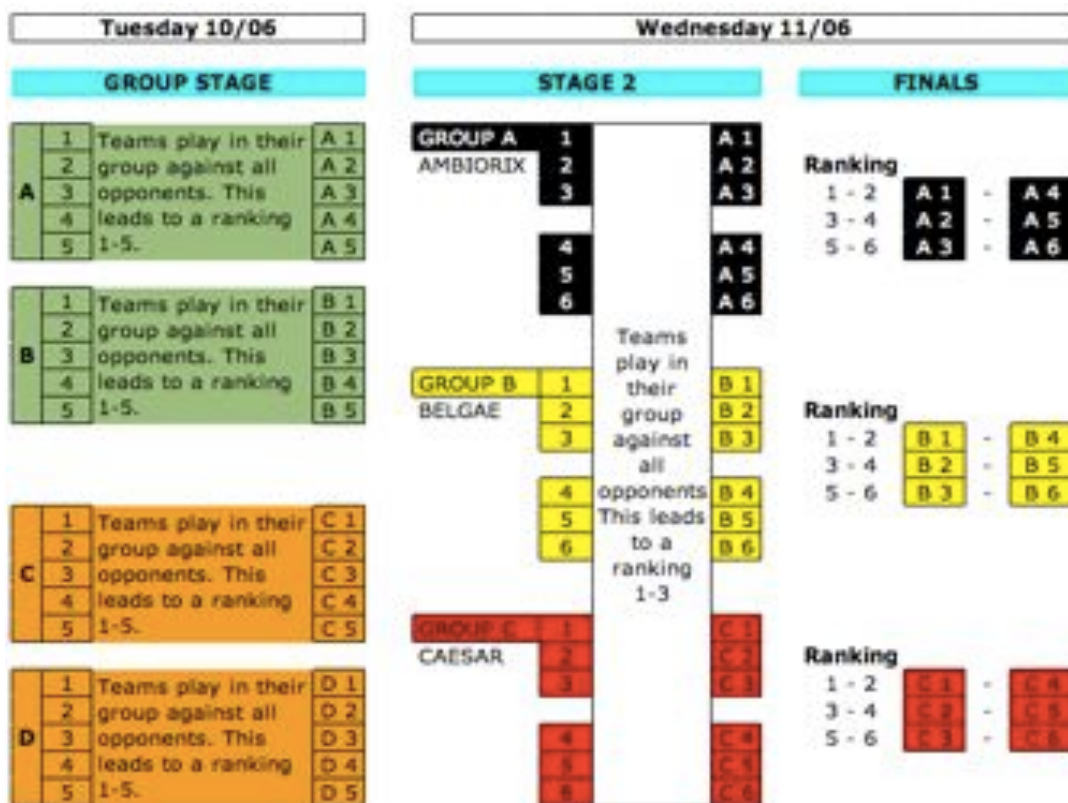 Tuesday 10/06
Wednesday 11/06
GROUP STAGE
STAGE 2
FINALS
A
1 Teams play in their A 1
2 group against all A 2
3 opponents. This A 3
4 leads to a ranking A 4
5 1-5. A 5
B
1 Teams play in their B 1
2 group against all B 2
3 opponents. This B 3
4 leads to a ranking B 4
5 1-5. B 5
C
1 Teams play in their C 1
2 group against all C 2
3 opponents. This C 3
4 leads to a ranking C 4
5 1-5. C 5
D
1 Teams play in their D 1
2 group against all D 2
3 opponents. This D 3
4 leads to a ranking D 4
5 1-5. D 5
GROUP A 1 A 1
AMBIORIX 2 A 2
3 A 3
4 A 4
5 A 5
6 A 6
GROUP B 1 B 1
BELGAE 2 B 2
3 B 3
4 B 4
5 B 5
6 B 6
GROUP C 1 C 1
CAESAR 2 C 2
3 C 3
4 C 4
5 C 5
6 C 6
Teams
play in
their
group
against
all
opponents
This leads
to a
ranking
1-3
Ranking
1 - 2 A 1 - A 4
3 - 4 A 2 - A 5
5 - 6 A 3 - A 6
Ranking
1 - 2 B 1 - B 4
3 - 4 B 2 - B 5
5 - 6 B 3 - B 6
Ranking
1 - 2 C 1 - C 4
3 - 4 C 2 - C 5
5 - 6 C 3 - C 6